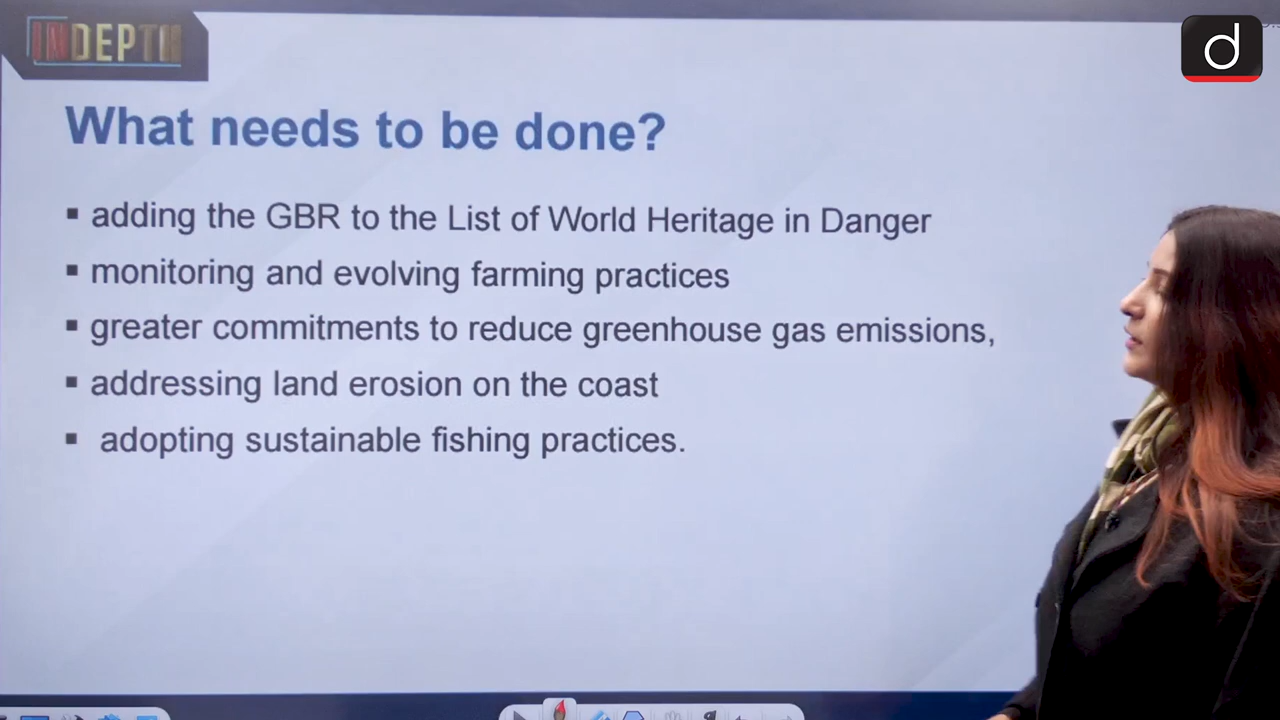 INDEPTH
d
What needs to be done?
▪ adding the GBR to the List of World Heritage in Danger
▪ monitoring and evolving farming practices
▪ greater commitments to reduce greenhouse gas emissions,
▪ addressing land erosion on the coast
▪ adopting sustainable fishing practices.